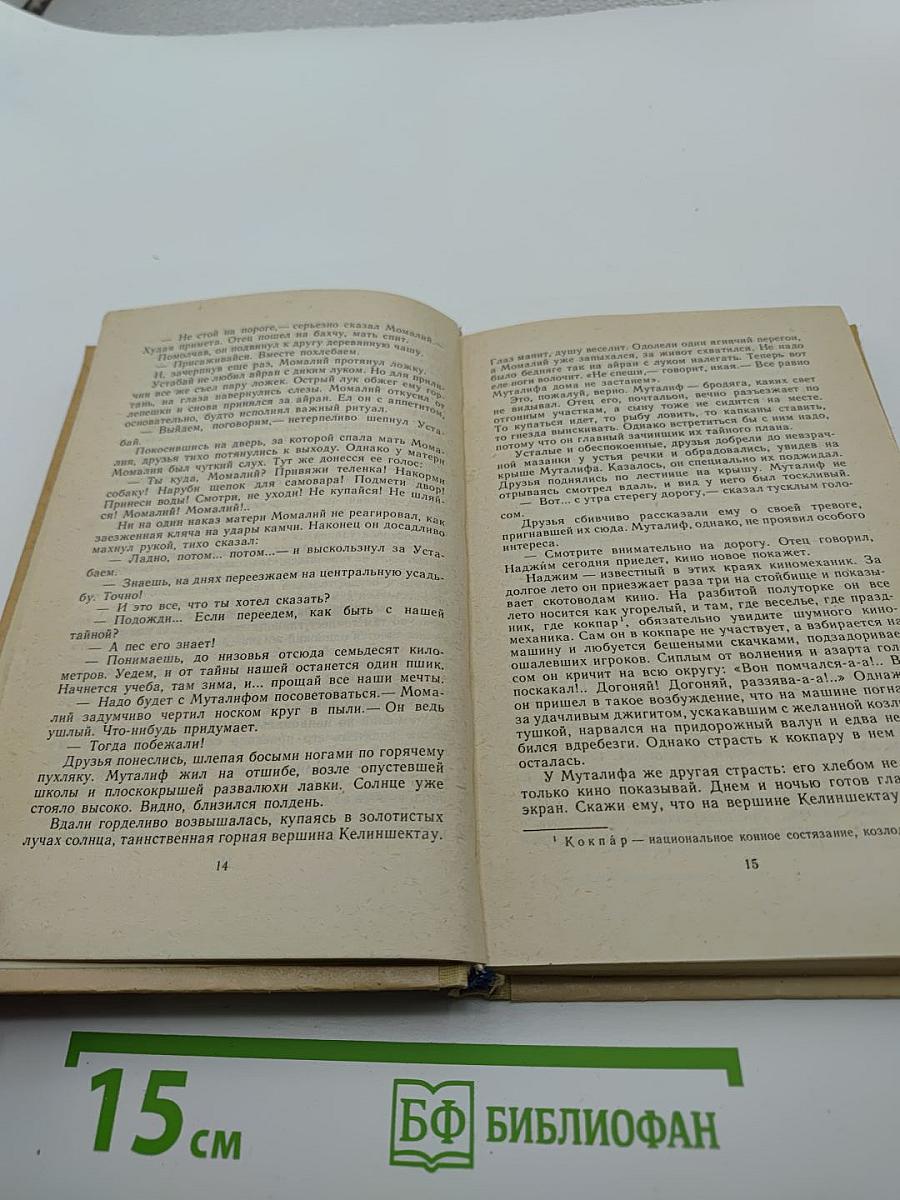 — Не стой на пороге,— серьезно сказал Момалий.—
Худая примета. Отец пошел на бахчу, мать спит.
Помолчав, он подвинул к другу деревянную чашу.
— Присаживайся. Вместе похлебаем.
И, зачерпнув еще раз, Момалий протянул ложку.
Устабай не любил айран с диким луком. Но для прили-
чия все же съел пару ложек. Острый лук обжег ему гор-
тань, на глаза навернулись слезы. Момалий откусил от
лепешки и снова принялся за айран. Ел он с аппетитом,
основательно, будто исполнял важный ритуал.
— Выйдем, поговорим,— нетерпеливо шепнул Уста-
бай.
Покосившись на дверь, за которой спала мать Мома-
лия, друзья тихо потянулись к выходу. Однако у матери
Момалия был чуткий слух. Тут же донесся ее голос:
— Ты куда, Момалий? Привяжи теленка! Накорми
собаку! Наруби щепок для самовара! Подмети двор!
Принеси воды! Смотри, не уходи! Не купайся! Не шляй-
ся! Момалий! Момалий!..
Ни на один наказ матери Момалий не реагировал, как
заезженная кляча на удары камчи. Наконец он досадливо
махнул рукой, тихо сказал:
— Ладно, потом... потом...— и выскользнул за Уста-
баем.
— Знаешь, на днях переезжаем на центральную усадь-
бу. Точно!
— И это все, что ты хотел сказать?
— Подожди... Если переедем, как быть с нашей
тайной?
— А пес его знает!
— Понимаешь, до низовья отсюда семьдесят кило-
метров. Уедем, и от тайны нашей останется один пшик.
Начнется учеба, там зима, и... прощай все наши мечты.
— Надо будет с Муталифом посоветоваться.— Мома-
лий задумчиво чертил носком круг в пыли.— Он ведь
ушлый. Что-нибудь придумает.
— Тогда побежали!
Друзья понеслись, шлепая босыми ногами по горячему
пухляку. Муталиф жил на отшибе, возле опустевшей
школы и плоскокрышей развалюхи лавки. Солнце уже
стояло высоко. Видно, близился полдень.
Вдали горделиво возвышалась, купаясь в золотистых
лучах солнца, таинственная горная вершина Келиншектау.
14
Глаз манит, душу веселит. Одолели один ягнячий перегон,
а Момалий уже запыхался, за живот схватился. Не надо
было бедняге так на айран с луком налегать. Теперь вот
еле ноги волочит. «Не спеши,— говорит, икая.— Все равно
Муталифа дома не застанем».
Это, пожалуй, верно. Муталиф — бродяга, каких свет
не видывал. Отец его, почтальон, вечно разъезжает по
отгонным участкам, а сыну тоже не сидится на месте.
То купаться идет, то рыбу ловить, то капканы ставить,
то гнезда выискивать. Однако встретиться бы с ним надо,
потому что он главный зачинщик их тайного плана.
Усталые и обеспокоенные, друзья добрели до невзрач-
ной мазанки у устья речки и обрадовались, увидев на
крыше Муталифа. Казалось, он специально их поджидал.
Друзья поднялись по лестнице на крышу. Муталиф не
отрываясь смотрел вдаль, и вид у него был тоскливый.
— Вот... с утра стерегу дорогу,— сказал тусклым голо-
сом.
Друзья сбивчиво рассказали ему о своей тревоге,
пригнавшей их сюда. Муталиф, однако, не проявил особого
интереса.
— Смотрите внимательно на дорогу. Отец говорил,
Наджим сегодня приедет, кино новое покажет.
Наджим — известный в этих краях киномеханик. За
долгое лето он приезжает раза три на стойбище и показы-
вает скотоводам кино. На разбитой полуторке он все
лето носится как угорелый, и там, где веселье, где празд-
ник, где кокпар¹, обязательно увидите шумного кино-
механика. Сам он в кокпаре не участвует, а взбирается на
машину и любуется бешеными скачками, подзадоривае
ошалевших игроков. Сиплым от волнения и азарта гол
сом он кричит на всю округу: «Вон помчался-а-а!.. В
поскакал!.. Догоняй! Догоняй, раззява-а-а!..» Однаж
он пришел в такое возбуждение, что на машине погна
за удачливым джигитом, ускакавшим с желанной козл
тушкой, нарвался на придорожный валун и едва не
бился вдребезги. Однако страсть к кокпару в нем
осталась.
У Муталифа же другая страсть: его хлебом не
только кино показывай. Днем и ночью готов гла
экран. Скажи ему, что на вершине Келиншектау
¹ Кокпа́р — национальное конное состязание, козлод
15
15 см
БФ БИБЛИОФАН